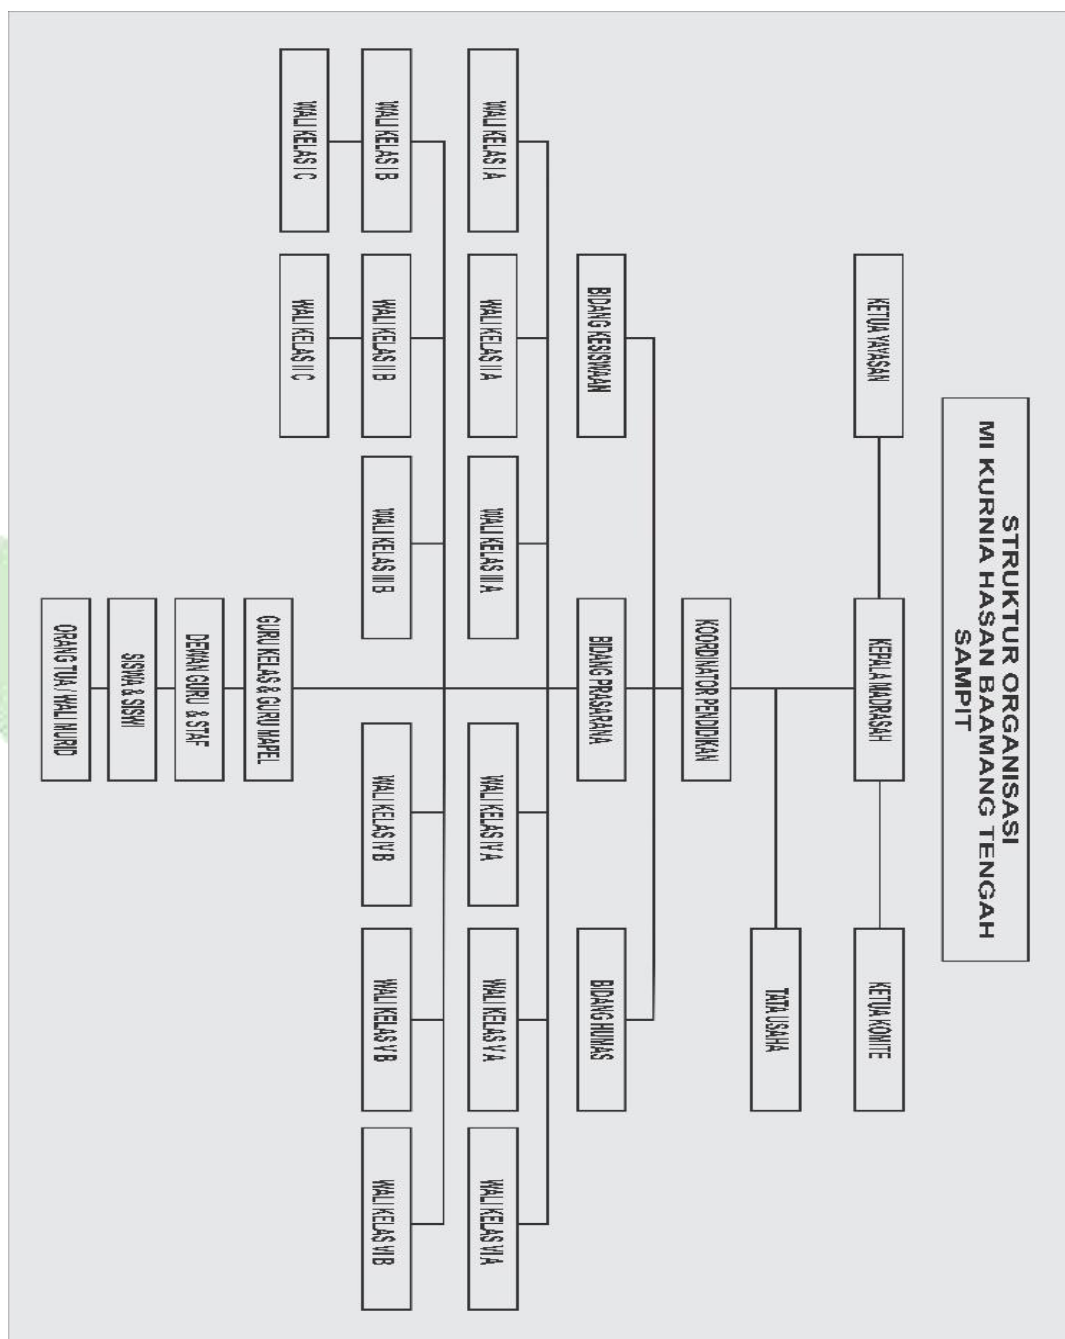 STRUKTUR ORGANISASI
MI KURNIA HASAN BAAMANG TENGAH
SAMPIT
KETUA YAYASAN
KEPALA MADRASAH
KETUA KOMITE
TATA USAHA
KOORDINATOR PENDIDIKAN
BIDANG KESISWAAN
BIDANG PRASARANA
BIDANG HUMAS
WALI KELAS I A
WALI KELAS II A
WALI KELAS III A
WALI KELAS IV A
WALI KELAS V A
WALI KELAS VI A
WALI KELAS I B
WALI KELAS II B
WALI KELAS III B
WALI KELAS IV B
WALI KELAS V B
WALI KELAS VI B
WALI KELAS I C
WALI KELAS II C
GURU KELAS & GURU MAPEL
DEWAN GURU & STAF
SISWA & SISWI
ORANG TUA / WALI NURID